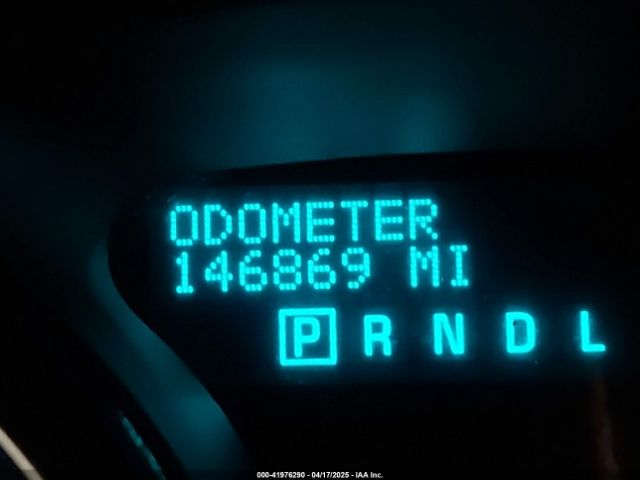 ODOMETER
146869 MI
P R N D L
000-41976290 - 04/17/2025 - IAA Inc.